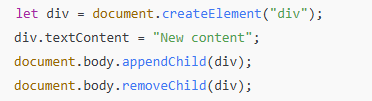 let div = document.createElement("div");
div.textContent = "New content";
document.body.appendChild(div);
document.body.removeChild(div);